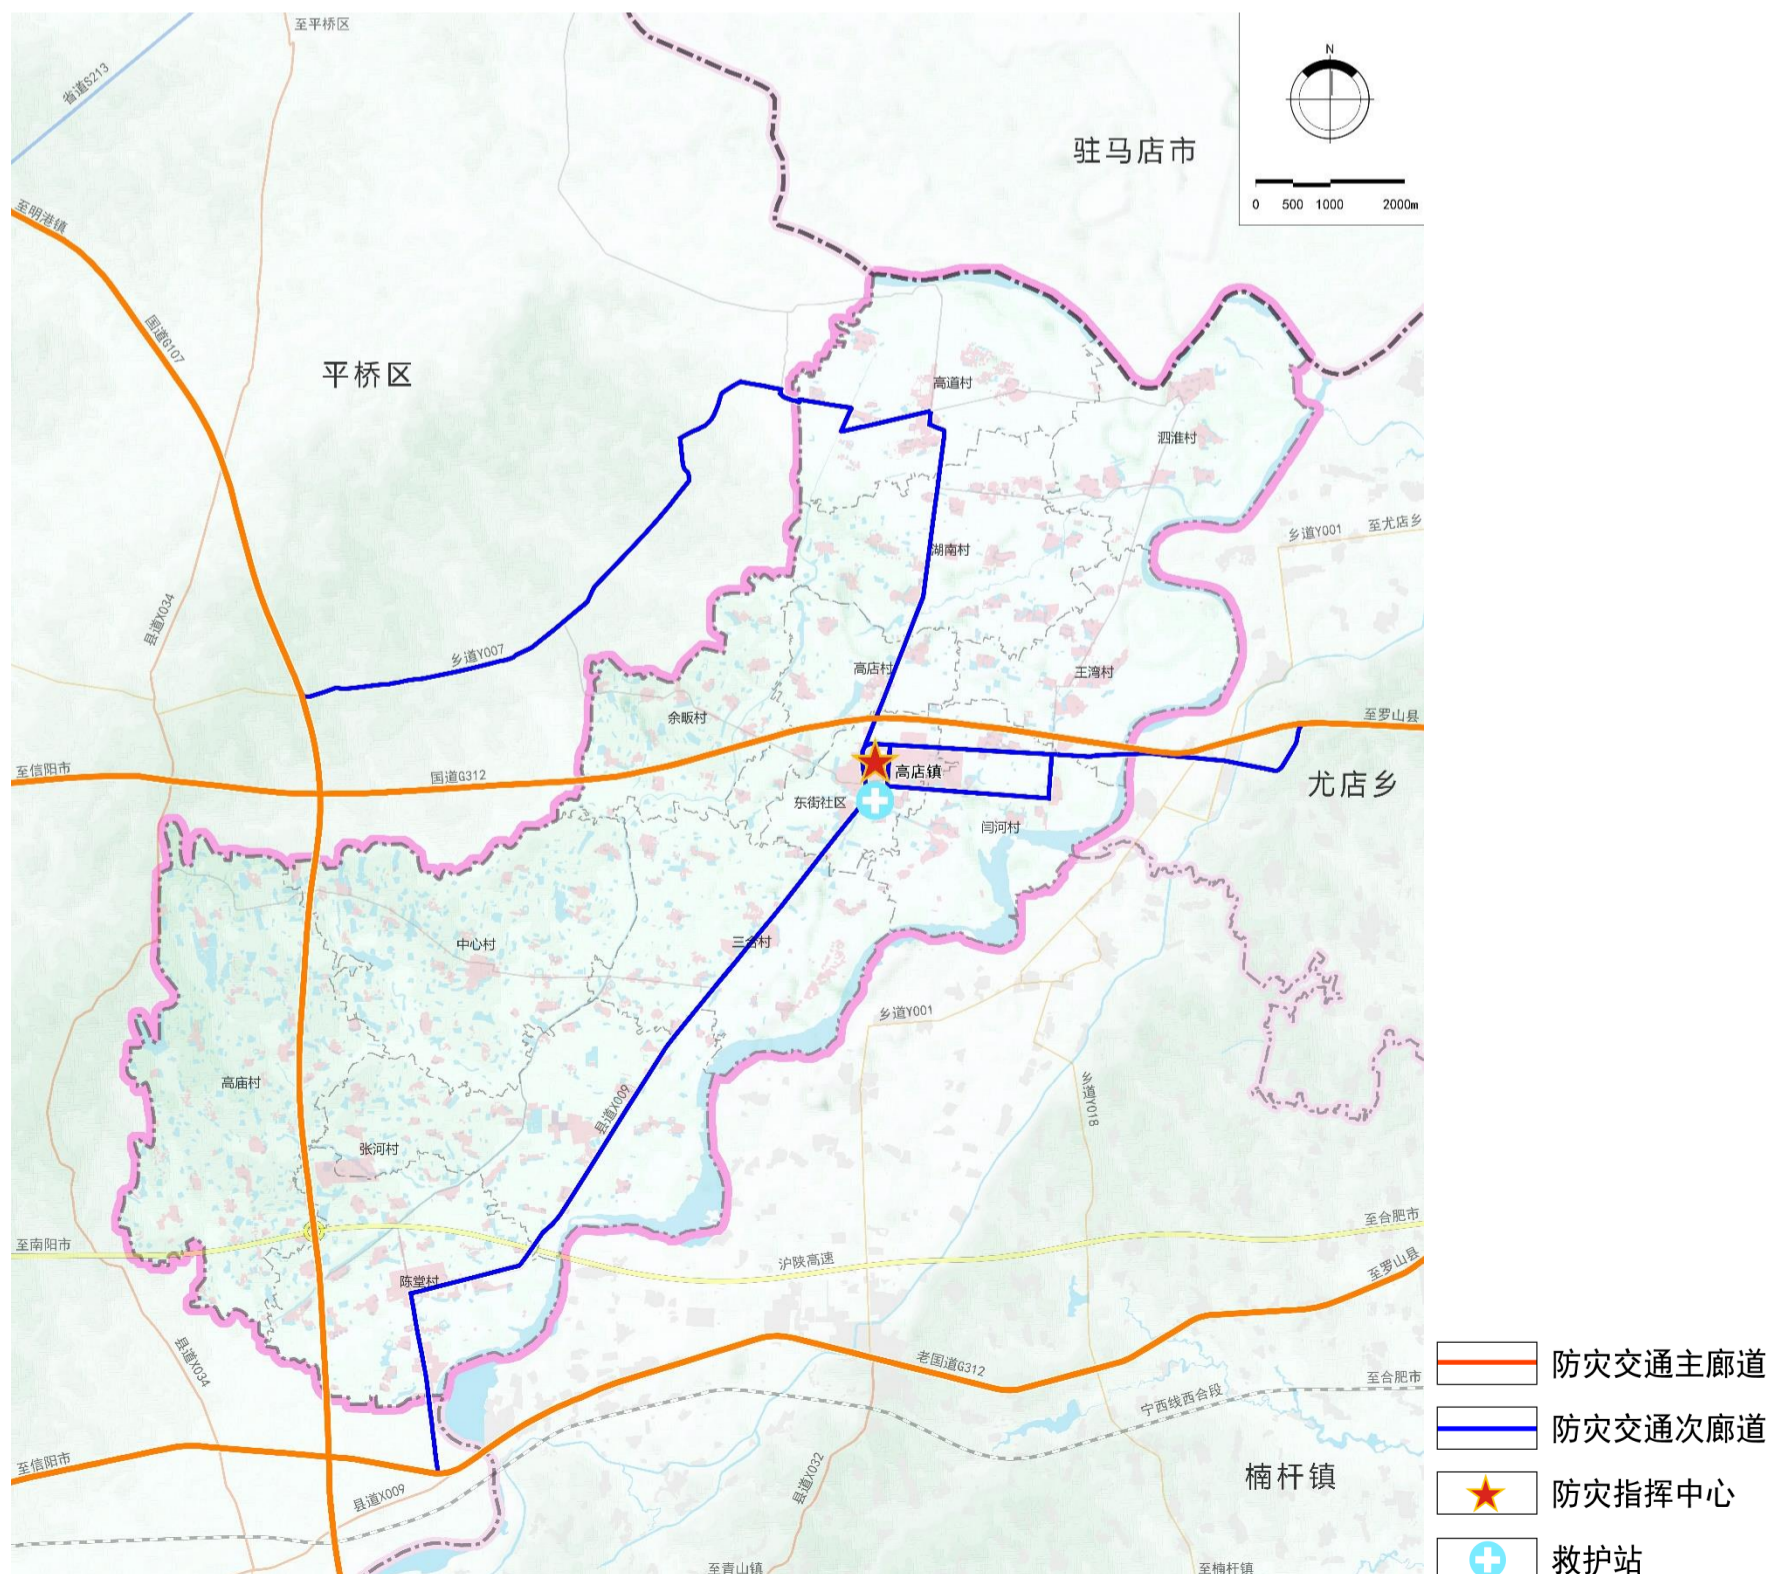 至平桥区
省道S213
N
驻马店市
0 500 1000 2000m
至明港镇
国道G107
平桥区
高道村
泗淮村
乡道Y001
至尤店乡
湖南村
县道X034
乡道Y007
高店村
王湾村
余畈村
至罗山县
至信阳市
国道G312
高店镇
尤店乡
东街社区
闫河村
中心村
三合村
乡道Y001
高庙村
县道X009
乡道Y018
张河村
至南阳市
至合肥市
沪陕高速
至罗山县
陈堂村
县道X034
老国道G312
至合肥市
宁西线西合段
至信阳市
县道X009
县道X032
楠杆镇
至青山镇
至楠杆镇
防灾交通主廊道
防灾交通次廊道
防灾指挥中心
救护站